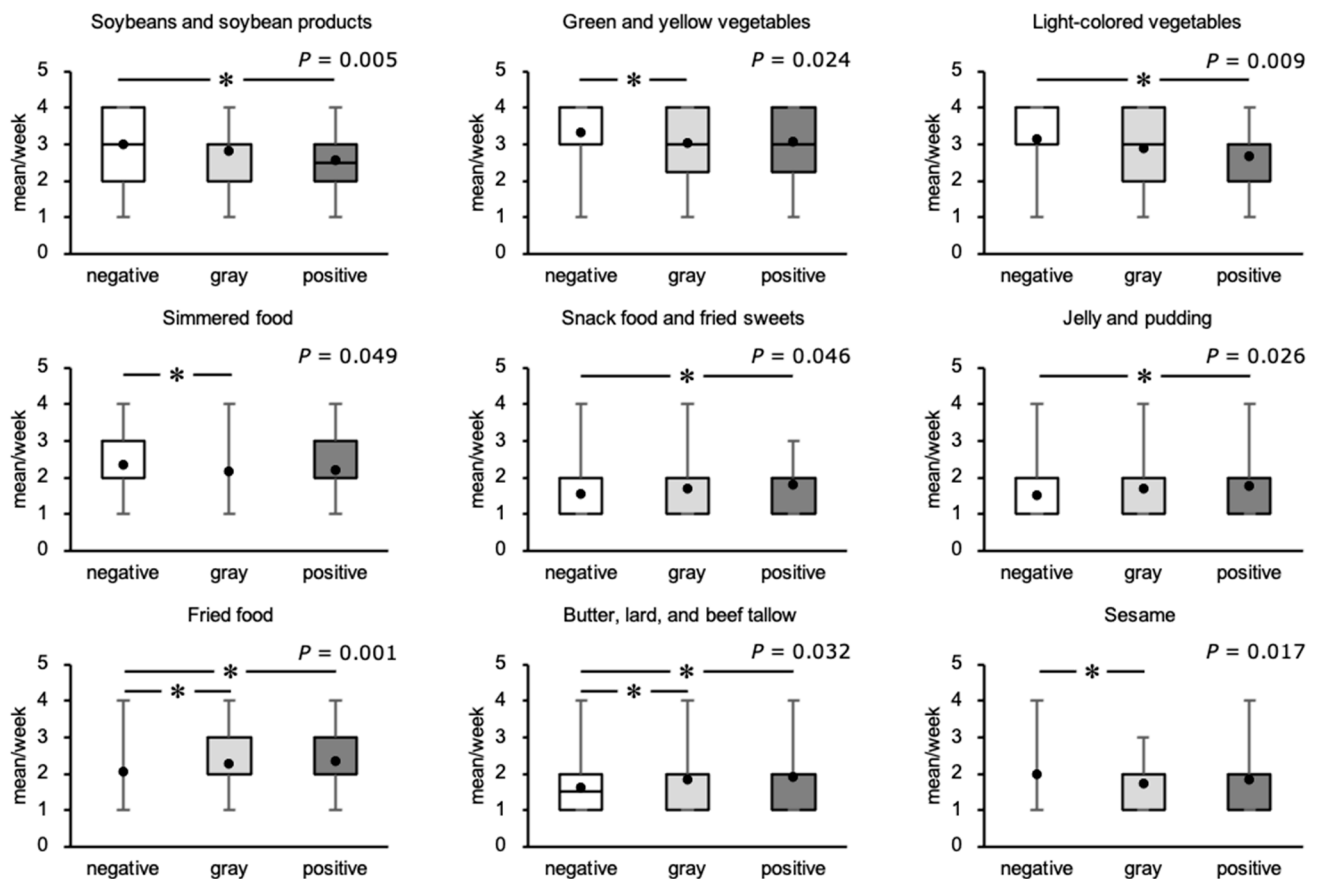 Soybeans and soybean products
P = 0.005
*
mean/week
5
4
3
2
1
0
negative gray positive
Green and yellow vegetables
P = 0.024
*
mean/week
5
4
3
2
1
0
negative gray positive
Light-colored vegetables
P = 0.009
*
mean/week
5
4
3
2
1
0
negative gray positive
Simmered food
P = 0.049
*
mean/week
5
4
3
2
1
0
negative gray positive
Snack food and fried sweets
P = 0.046
*
mean/week
5
4
3
2
1
0
negative gray positive
Jelly and pudding
P = 0.026
*
mean/week
5
4
3
2
1
0
negative gray positive
Fried food
P = 0.001
*
*
mean/week
5
4
3
2
1
0
negative gray positive
Butter, lard, and beef tallow
P = 0.032
*
*
mean/week
5
4
3
2
1
0
negative gray positive
Sesame
P = 0.017
*
mean/week
5
4
3
2
1
0
negative gray positive